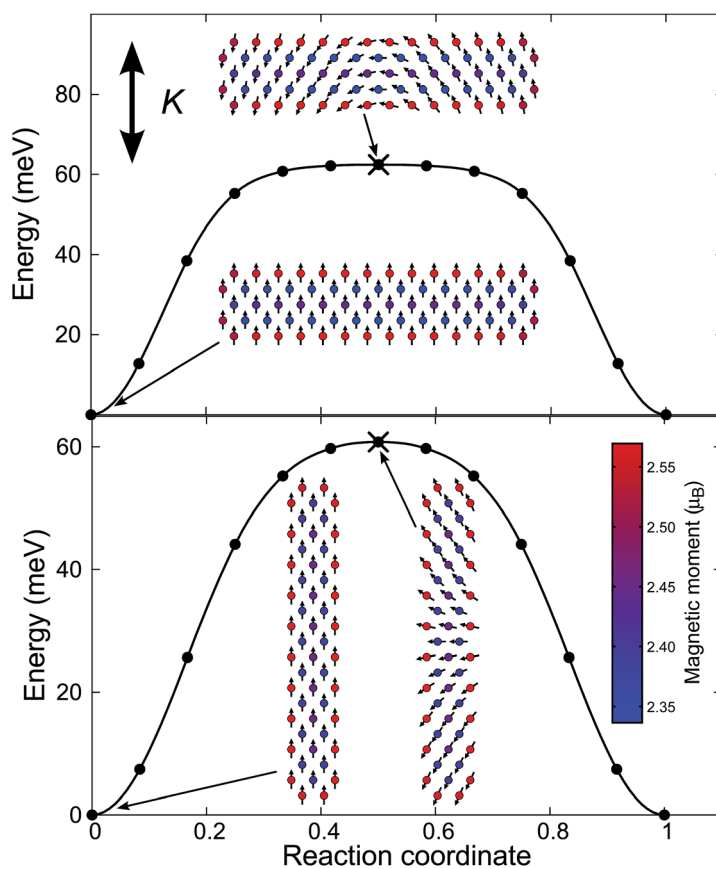 K
Energy (meV)
80
60
40
20
Energy (meV)
60
40
20
0
Magnetic moment (μB)
2.55
2.50
2.45
2.40
2.35
0 0.2 0.4 0.6 0.8 1
Reaction coordinate